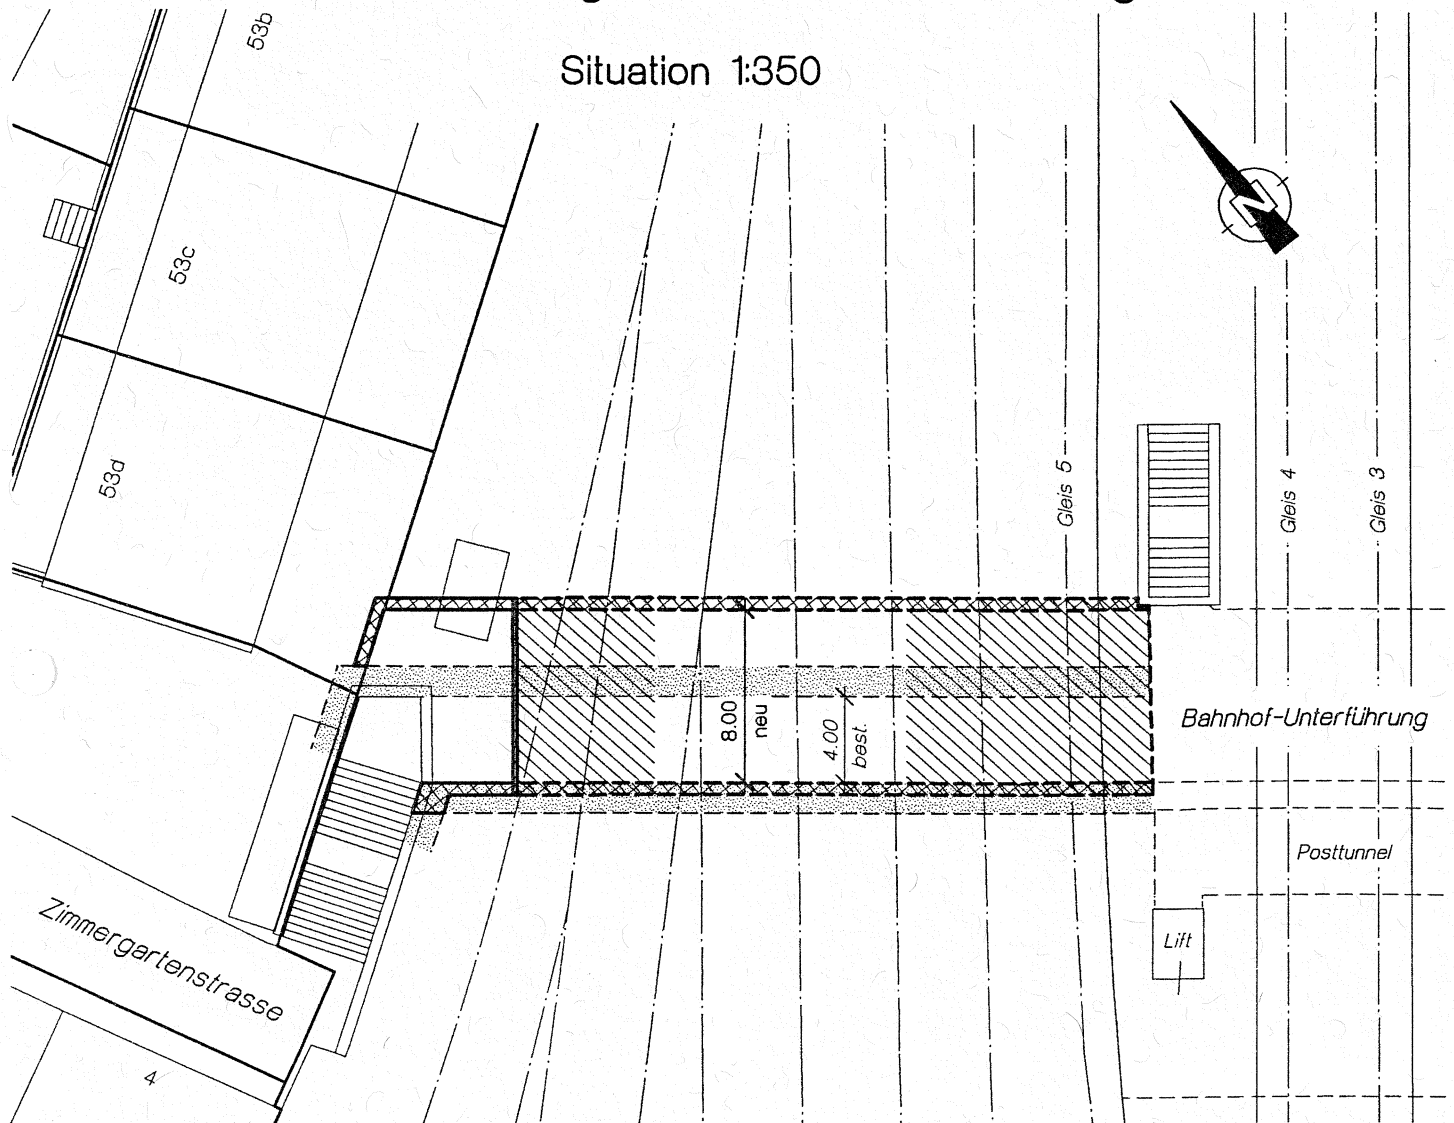 Situation 1:350
53b
53c
53d
N
Gleis 5
Gleis 4
Gleis 3
8.00
neu
4.00
best.
Bahnhof-Unterführung
Posttunnel
Lift
Zimmergartenstrasse
4